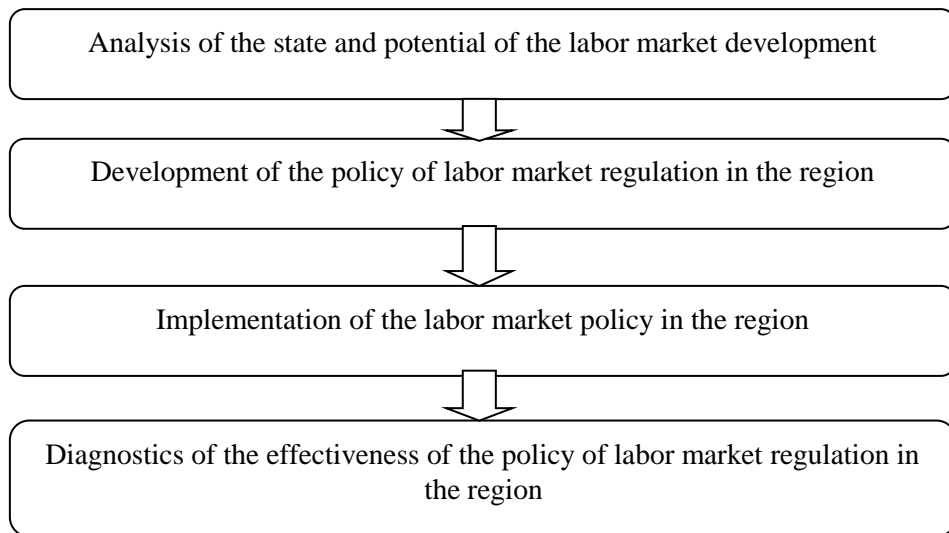 Analysis of the state and potential of the labor market development
Development of the policy of labor market regulation in the region
Implementation of the labor market policy in the region
Diagnostics of the effectiveness of the policy of labor market regulation in
the region